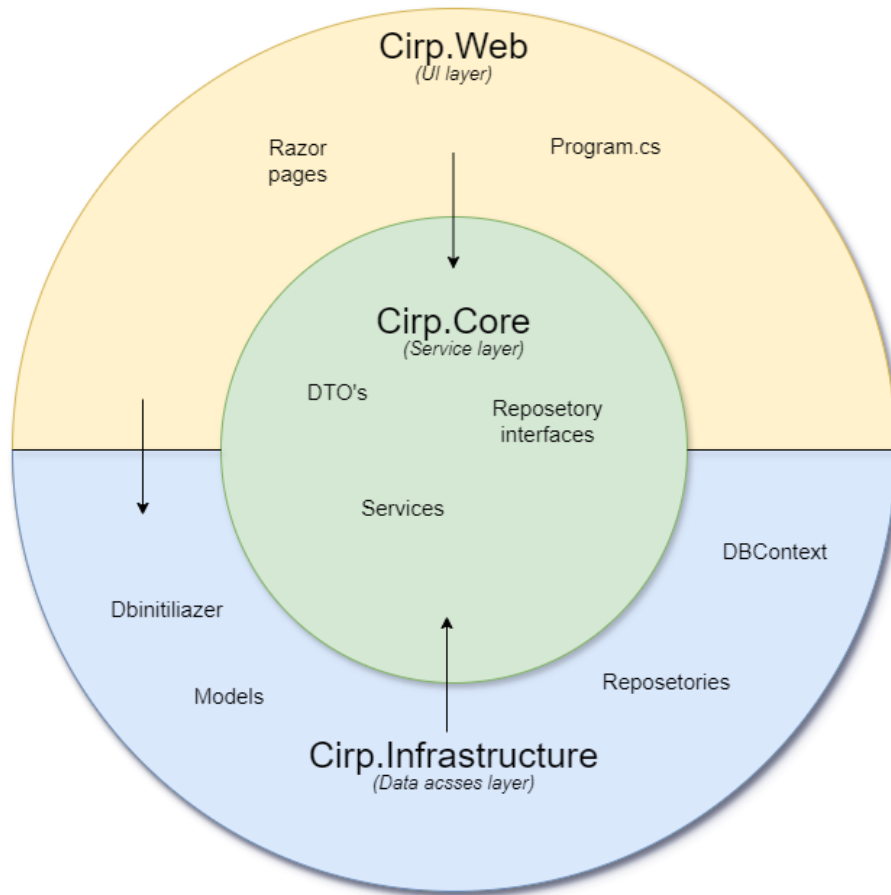 Cirp.Web
(UI layer)
Razor
pages
Program.cs
Cirp.Core
(Service layer)
DTO's
Reposetory
interfaces
Services
DBContext
Dbinitiliazer
Models
Reposetories
Cirp.Infrastructure
(Data acsses layer)